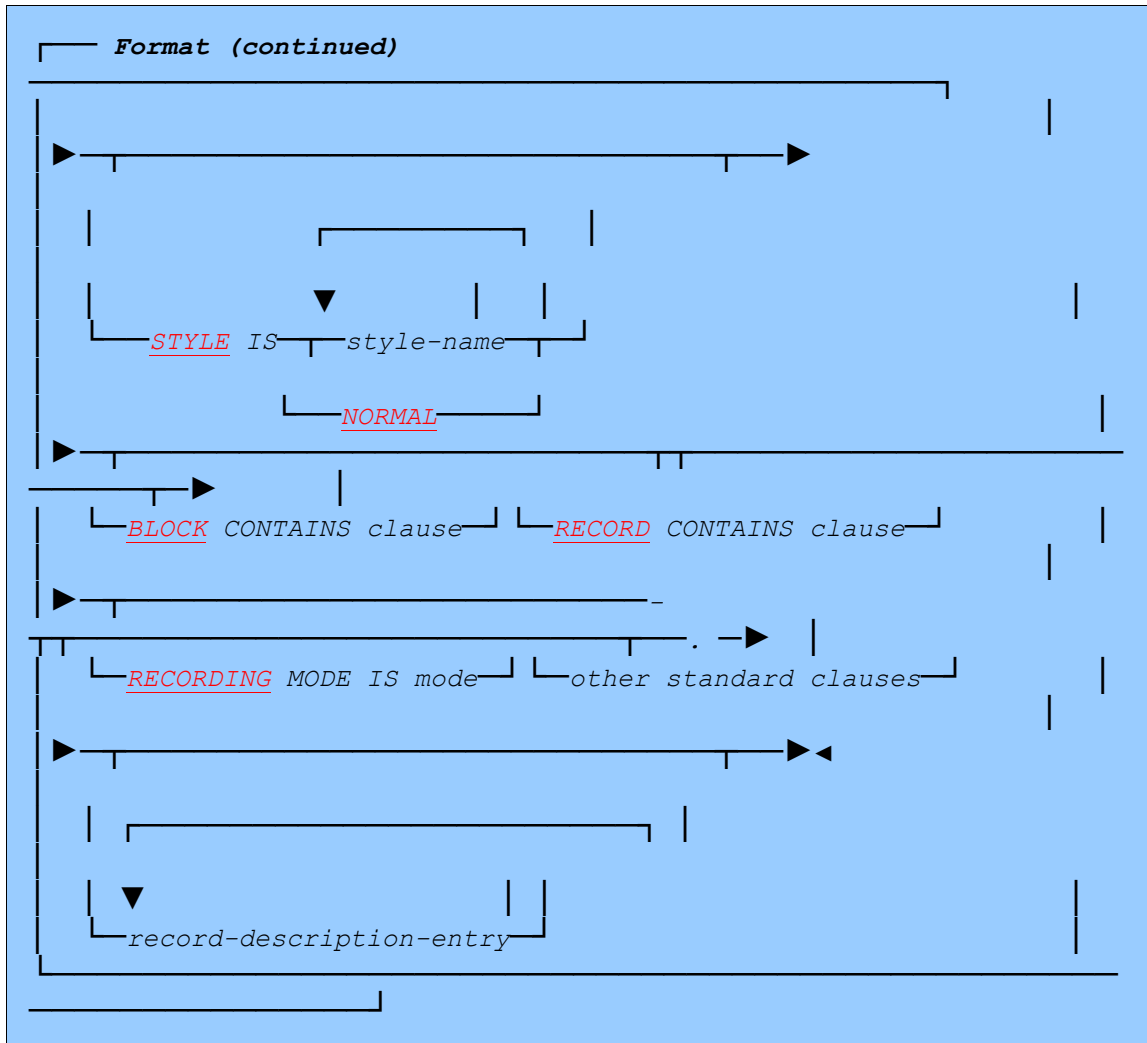 Format (continued)
STYLE IS style-name
NORMAL
BLOCK CONTAINS clause RECORD CONTAINS clause
.
RECORDING MODE IS mode other standard clauses
record-description-entry